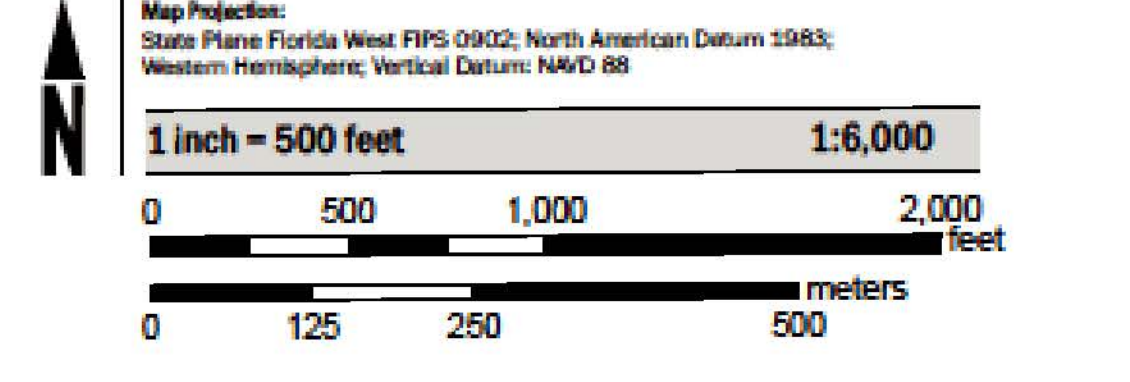 Map Projection:
State Plane Florida West FIPS 0902; North American Datum 1983;
Western Hemisphere; Vertical Datum: NAVD 88
N
1 inch = 500 feet 1:6,000
0 500 1,000 2,000
feet
meters
0 125 250 500